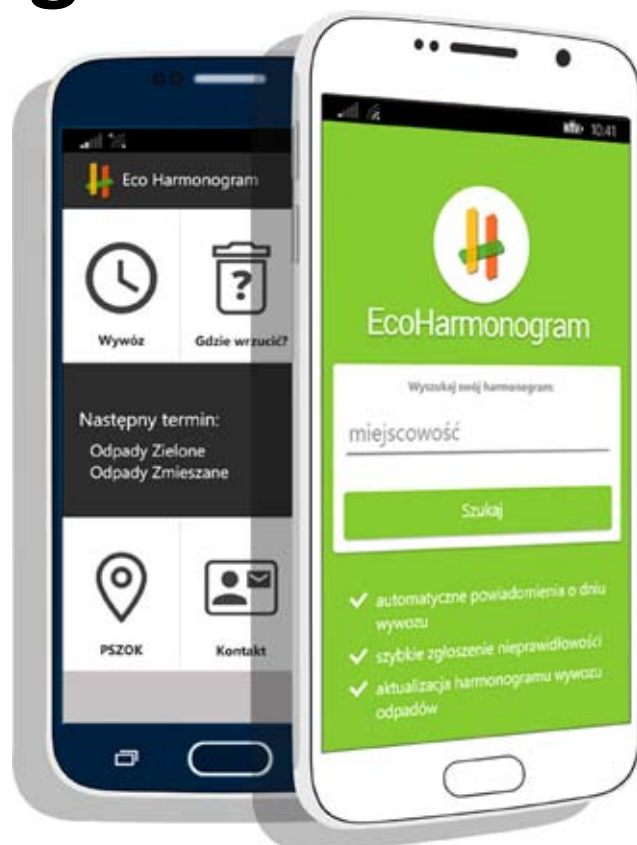 Eco Harmonogram
Wywóz
Gdzie wrzucić?
Następny termin:
Odpady Zielone
Odpady Zmieszane
PSZOK
Kontakt
10:41
EcoHarmonogram
Wyszukaj swój harmonogram:
miejscowość
Szukaj
automatyczne powiadomienia o dniu
wywozu
szybkie zgłoszenie nieprawidłowości
aktualizacja harmonogramu wywozu
odpadów